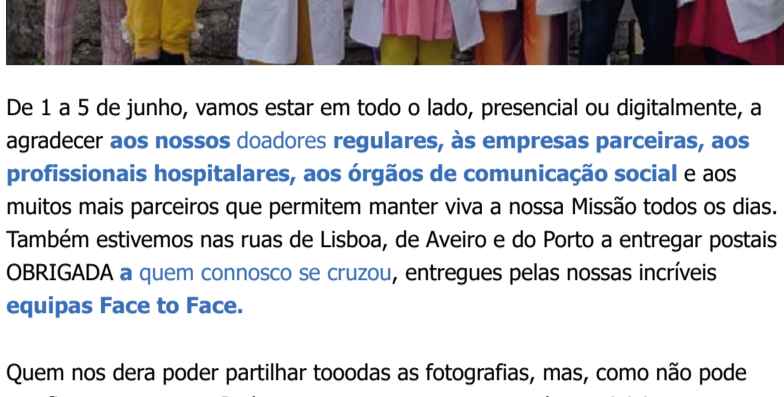 De 1 a 5 de junho, vamos estar em todo o lado, presencial ou digitalmente, a
agradecer aos nossos doadores regulares, às empresas parceiras, aos
profissionais hospitalares, aos órgãos de comunicação social e aos
muitos mais parceiros que permitem manter viva a nossa Missão todos os dias.
Também estivemos nas ruas de Lisboa, de Aveiro e do Porto a entregar postais
OBRIGADA a quem connosco se cruzou, entregues pelas nossas incríveis
equipas Face to Face.
Quem nos dera poder partilhar tooodas as fotografias, mas, como não pode